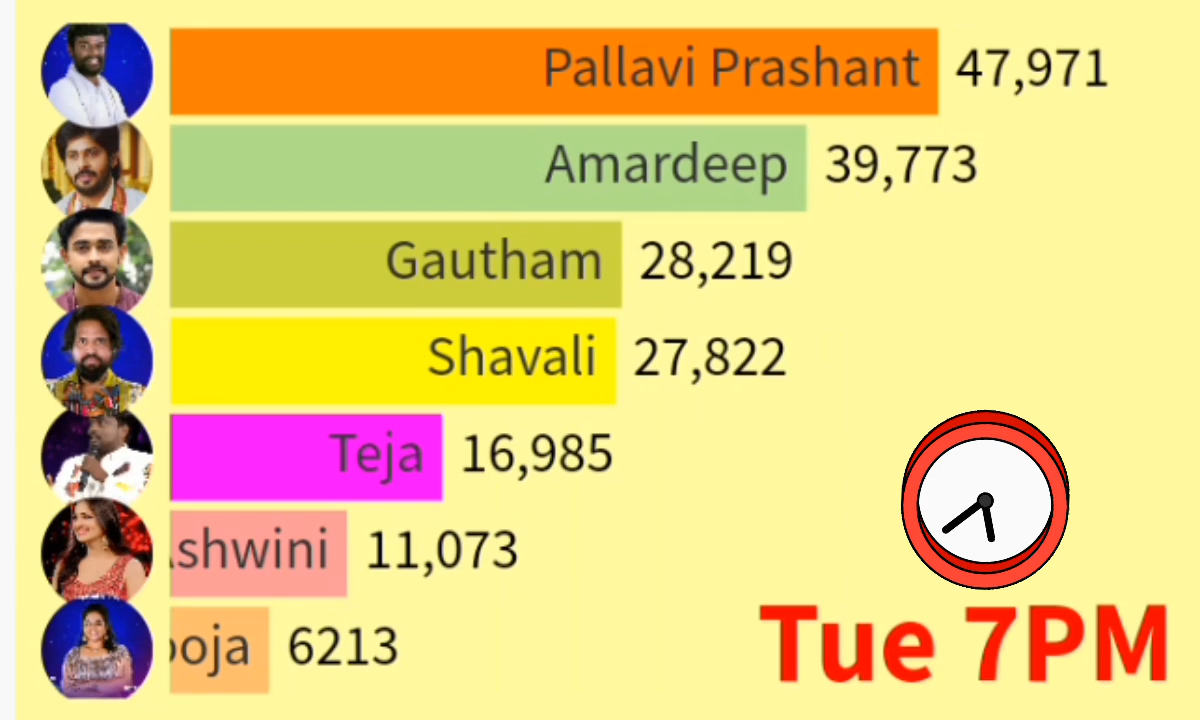 Pallavi Prashant 47,971
Amardeep 39,773
Gautham 28,219
Shavali 27,822
Teja 16,985
shwini 11,073
ooja 6213
Tue 7PM